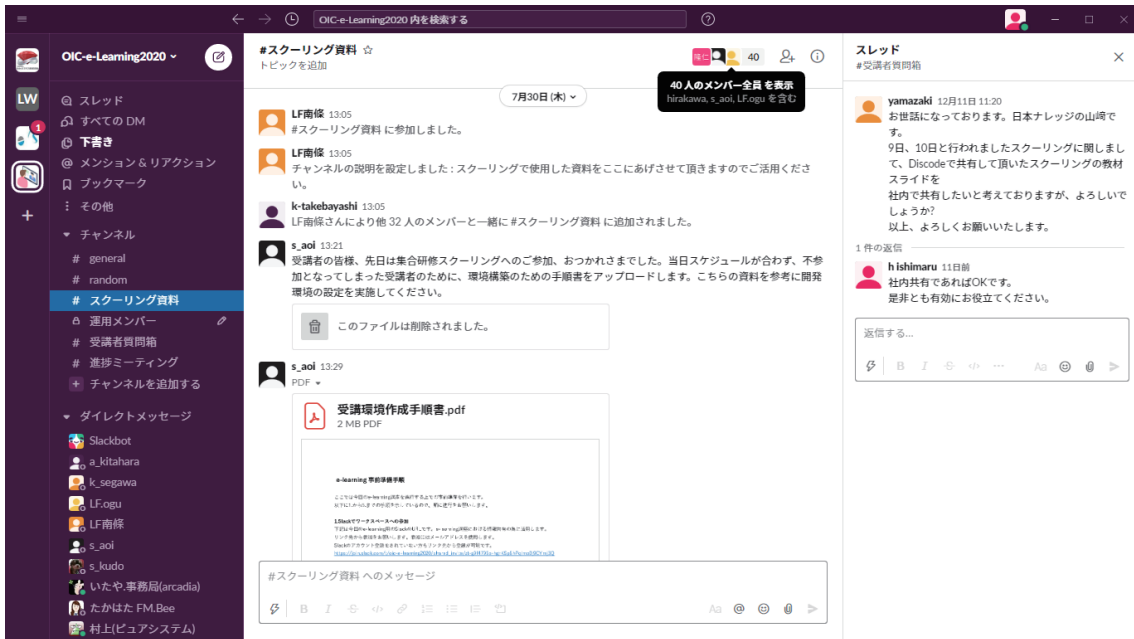 OIC-e-Learning2020 内を検索する
LW
1
OIC-e-Learning2020
スレッド
すべての DM
下書き
メンション & リアクション
ブックマーク
その他
チャンネル
# general
# random
# スクーリング資料
運用メンバー
# 受講者質問箱
# 進捗ミーティング
+ チャンネルを追加する
ダイレクトメッセージ
Slackbot
a_kitahara
k_segawa
LF.ogu
LF南條
s_aoi
s_kudo
いたや.事務局(arcadia)
たかはた FM.Bee
村上(ピュアシステム)
#スクーリング資料
トピックを追加
隆仁
40
40 人のメンバー全員 を表示
hirakawa, s_aoi, LF.ogu を含む
7月30日 (木)
LF南條 13:05
#スクーリング資料 に参加しました。
LF南條 13:05
チャンネルの説明を設定しました : スクーリングで使用した資料をここにあげさせて頂きますのでご活用くださ
い。
k-takebayashi 13:05
LF南條さんにより他 32 人のメンバーと一緒に #スクーリング資料 に追加されました。
s_aoi 13:21
受講者の皆様、先日は集合研修スクーリングへのご参加、おつかれさまでした。当日スケジュールが合わず、不参
加となってしまった受講者のために、環境構築のための手順書をアップロードします。こちらの資料を参考に開発
環境の設定を実施してください。
このファイルは削除されました。
s_aoi 13:29
PDF
受講環境作成手順書.pdf
2 MB PDF
e-learning 事前準備手順
#スクーリング資料 へのメッセージ
スレッド
#受講者質問箱
yamazaki 12月11日 11:20
お世話になっております。日本ナレッジの山﨑で
す。
9日、10日と行われましたスクーリングに関しまし
て、Discodeで共有して頂いたスクーリングの教材
スライドを
社内で共有したいと考えておりますが、よろしいで
しょうか?
以上、よろしくお願いいたします。
1 件の返信
h ishimaru 11日前
社内共有であればOKです。
是非とも有効にお役立てください。
返信する...